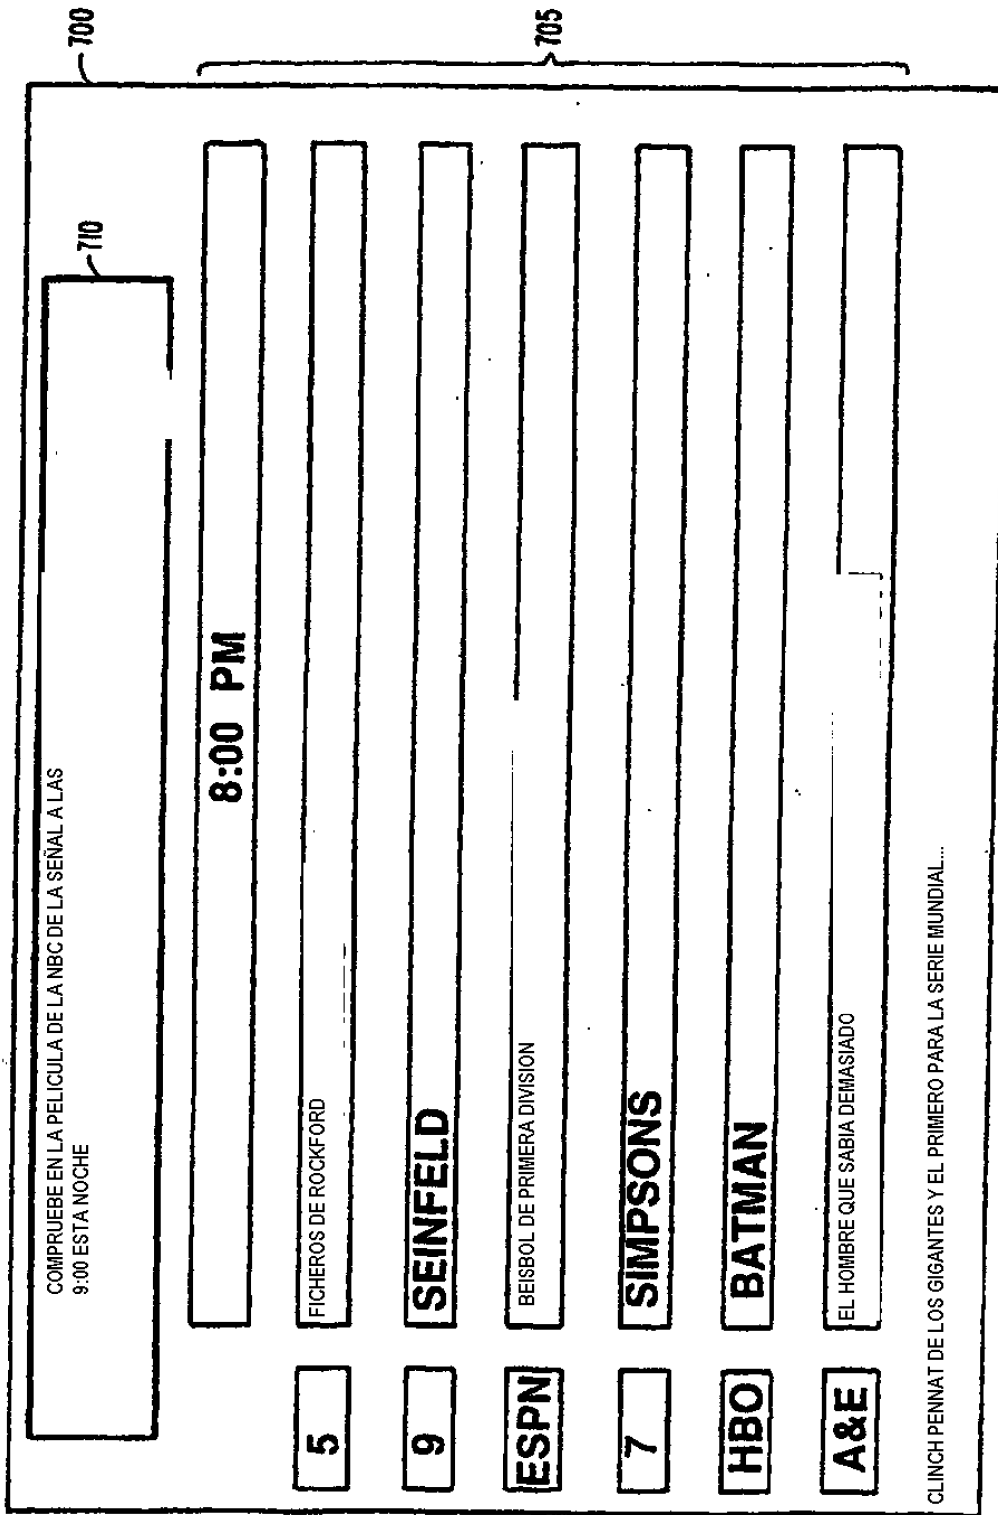 700
710
COMPRUEBE EN LA PELICULA DE LA NBC DE LA SEÑAL A LAS
9:00 ESTA NOCHE
705
8:00 PM
5 FICHEROS DE ROCKFORD
9 SEINFELD
ESPN BEISBOL DE PRIMERA DIVISION
7 SIMPSONS
HBO BATMAN
A&E EL HOMBRE QUE SABIA DEMASIADO
CLINCH PENNAT DE LOS GIGANTES Y EL PRIMERO PARA LA SERIE MUNDIAL...